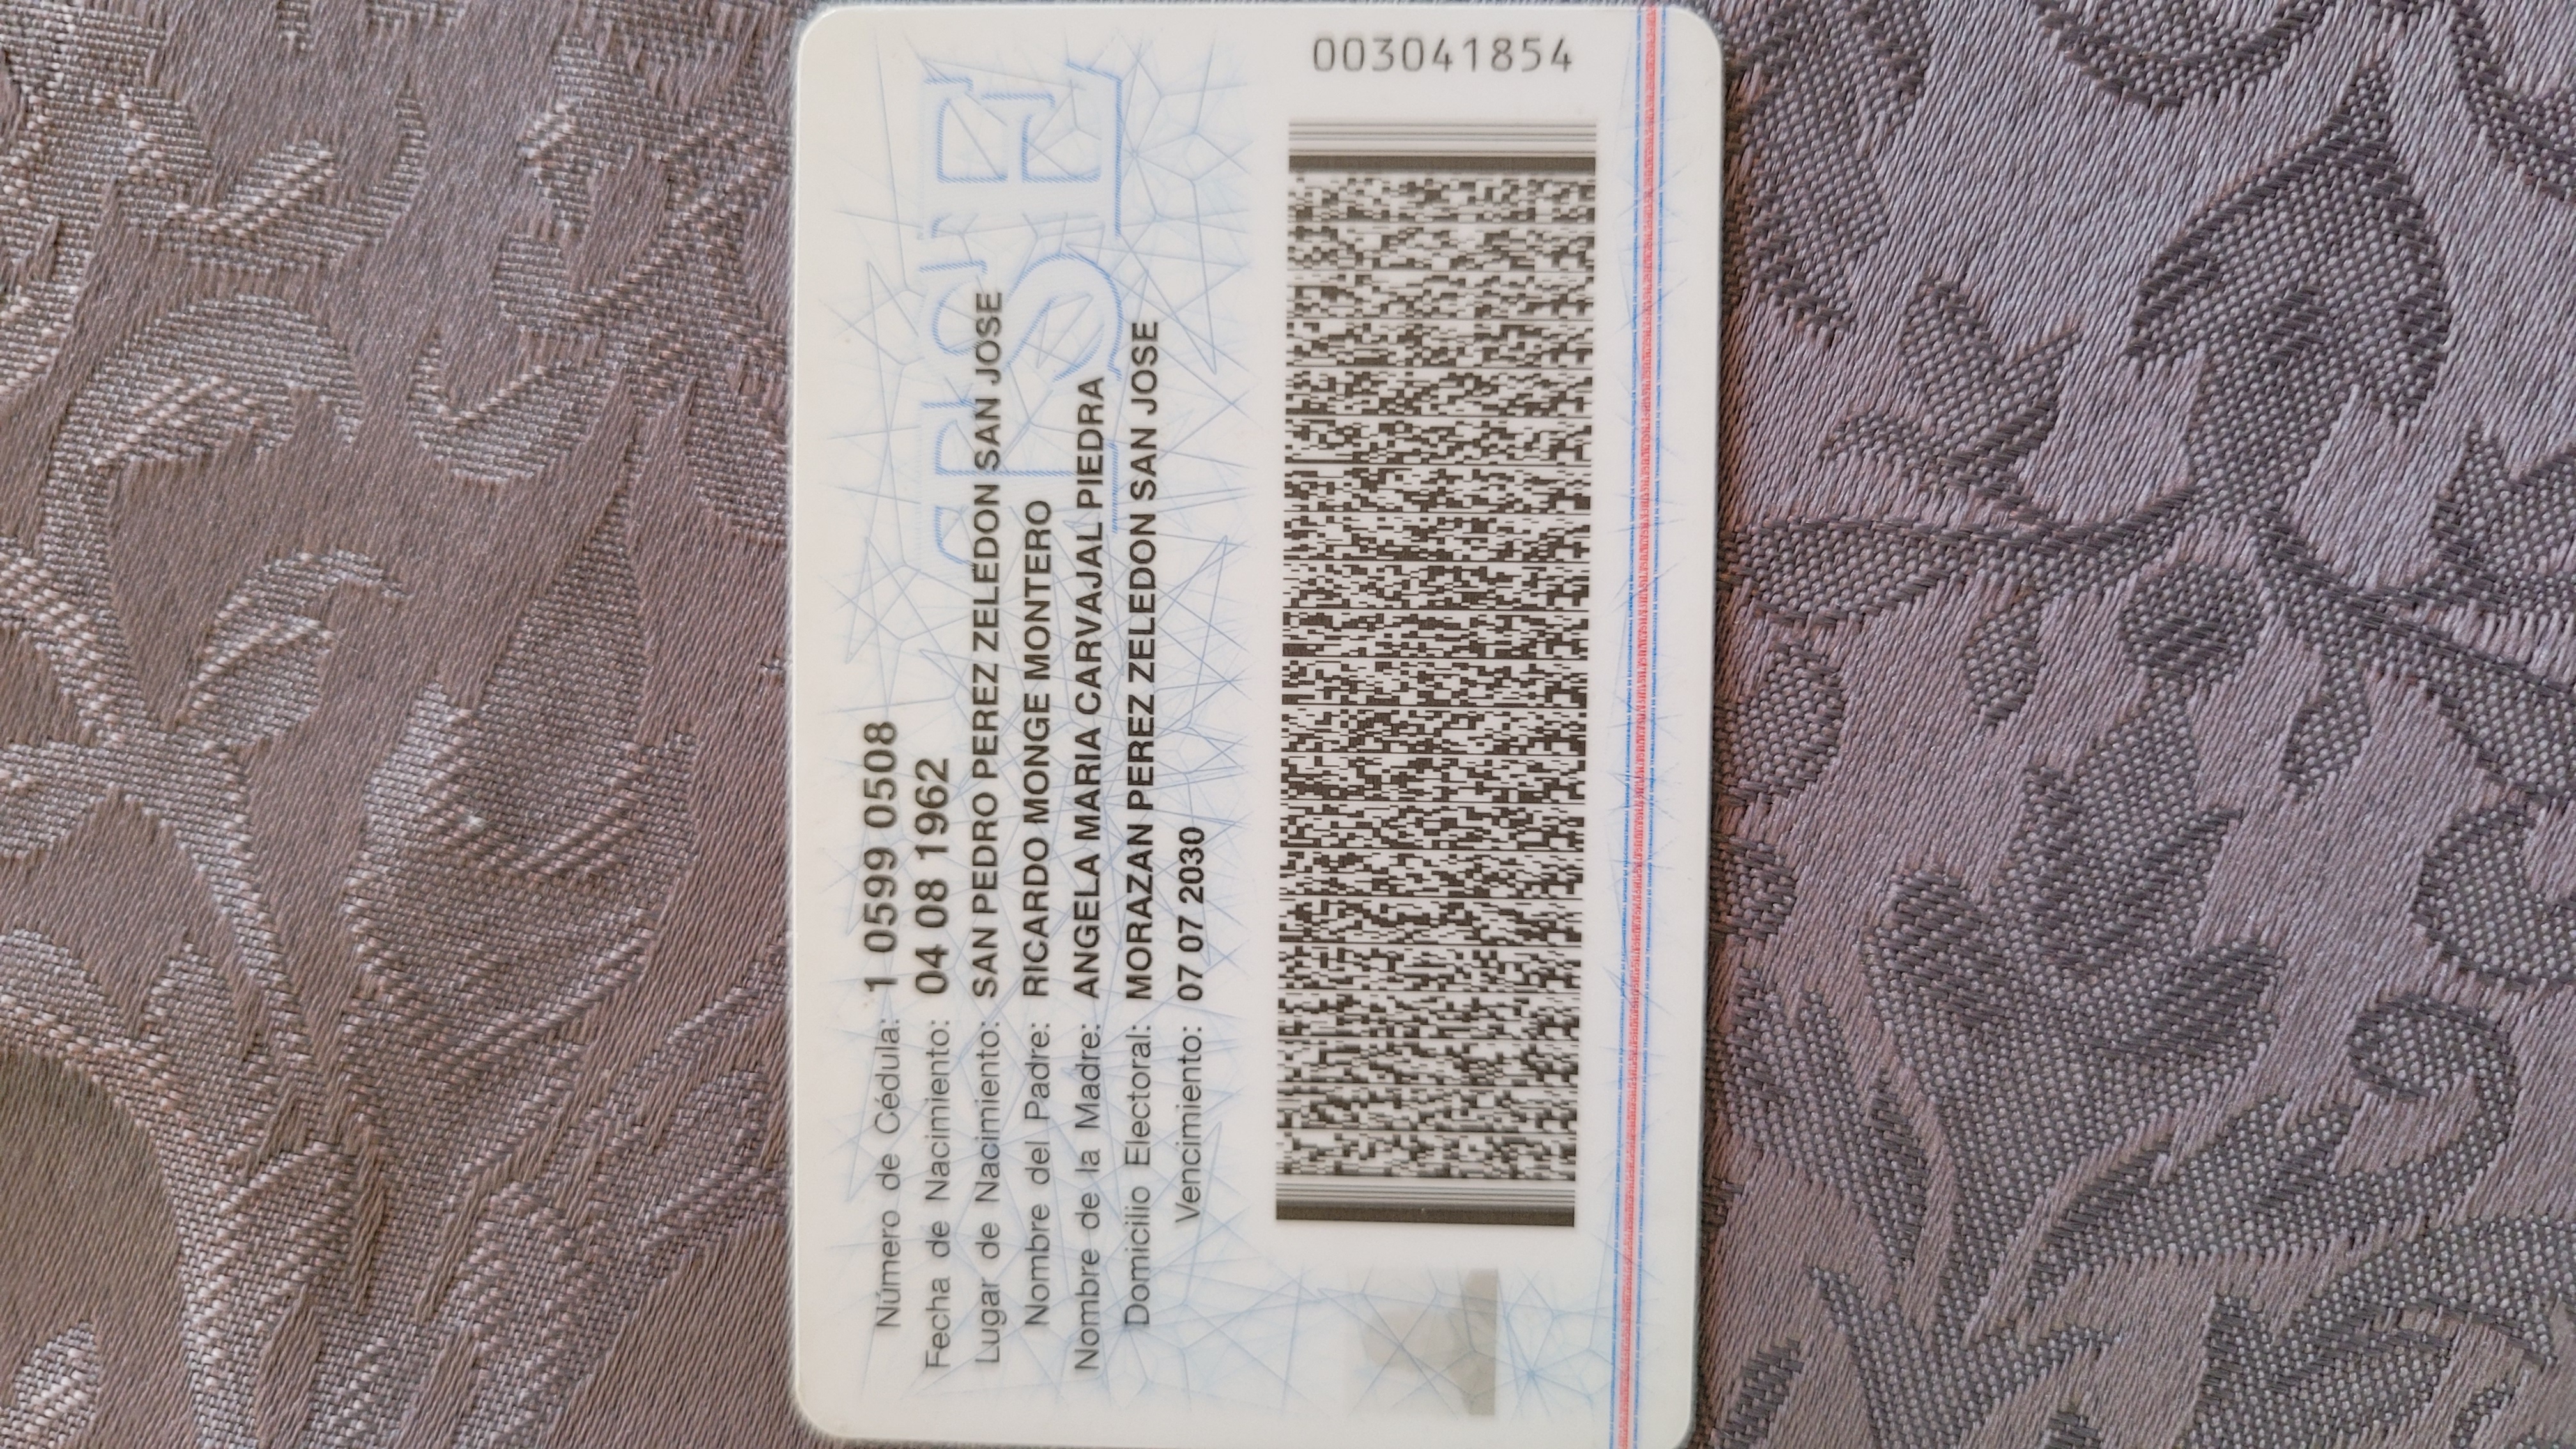 Número de Cédula: 1 0599 0508
Fecha de Nacimiento: 04 08 1962
Lugar de Nacimiento: SAN PEDRO PEREZ ZELEDON SAN JOSE
Nombre del Padre: RICARDO MONGE MONTERO
Nombre de la Madre: ANGELA MARIA CARVAJAL PIEDRA
Domicilio Electoral: MORAZAN PEREZ ZELEDON SAN JOSE
Vencimiento: 07 07 2030
TSE
003041854